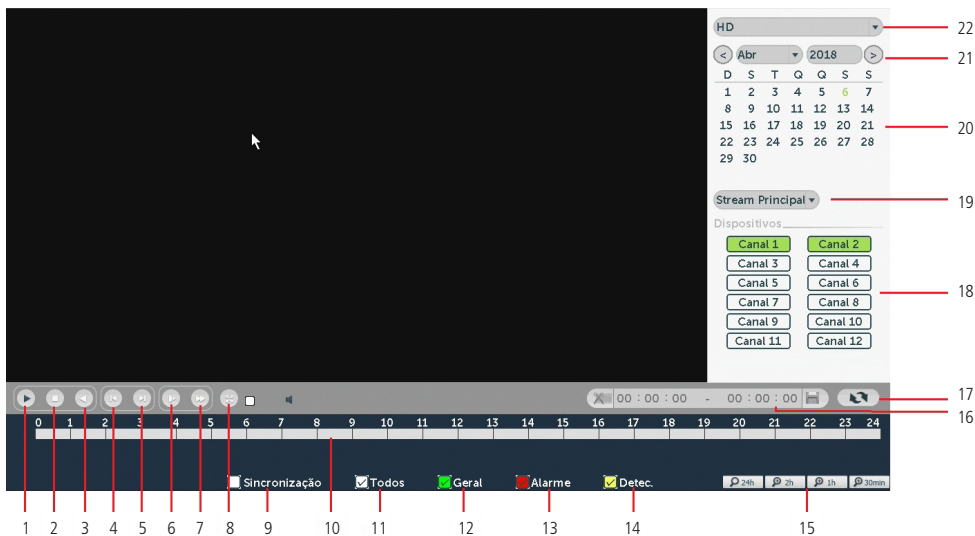 HD
22
< Abr 2018 >
21
D S T Q Q S S
1 2 3 4 5 6 7
8 9 10 11 12 13 14
15 16 17 18 19 20 21
20
22 23 24 25 26 27 28
29 30
Stream Principal
19
Dispositivos
Canal 1 Canal 2
Canal 3 Canal 4
Canal 5 Canal 6
18
Canal 7 Canal 8
Canal 9 Canal 10
Canal 11 Canal 12
00 : 00 : 00 - 00 : 00 : 00
17
16
0 1 2 3 4 5 6 7 8 9 10 11 12 13 14 15 16 17 18 19 20 21 22 23 24
Sincronização Todos Geral Alarme Detec. 24h 2h 1h 30min
1 2 3 4 5 6 7 8 9 10 11 12 13 14 15